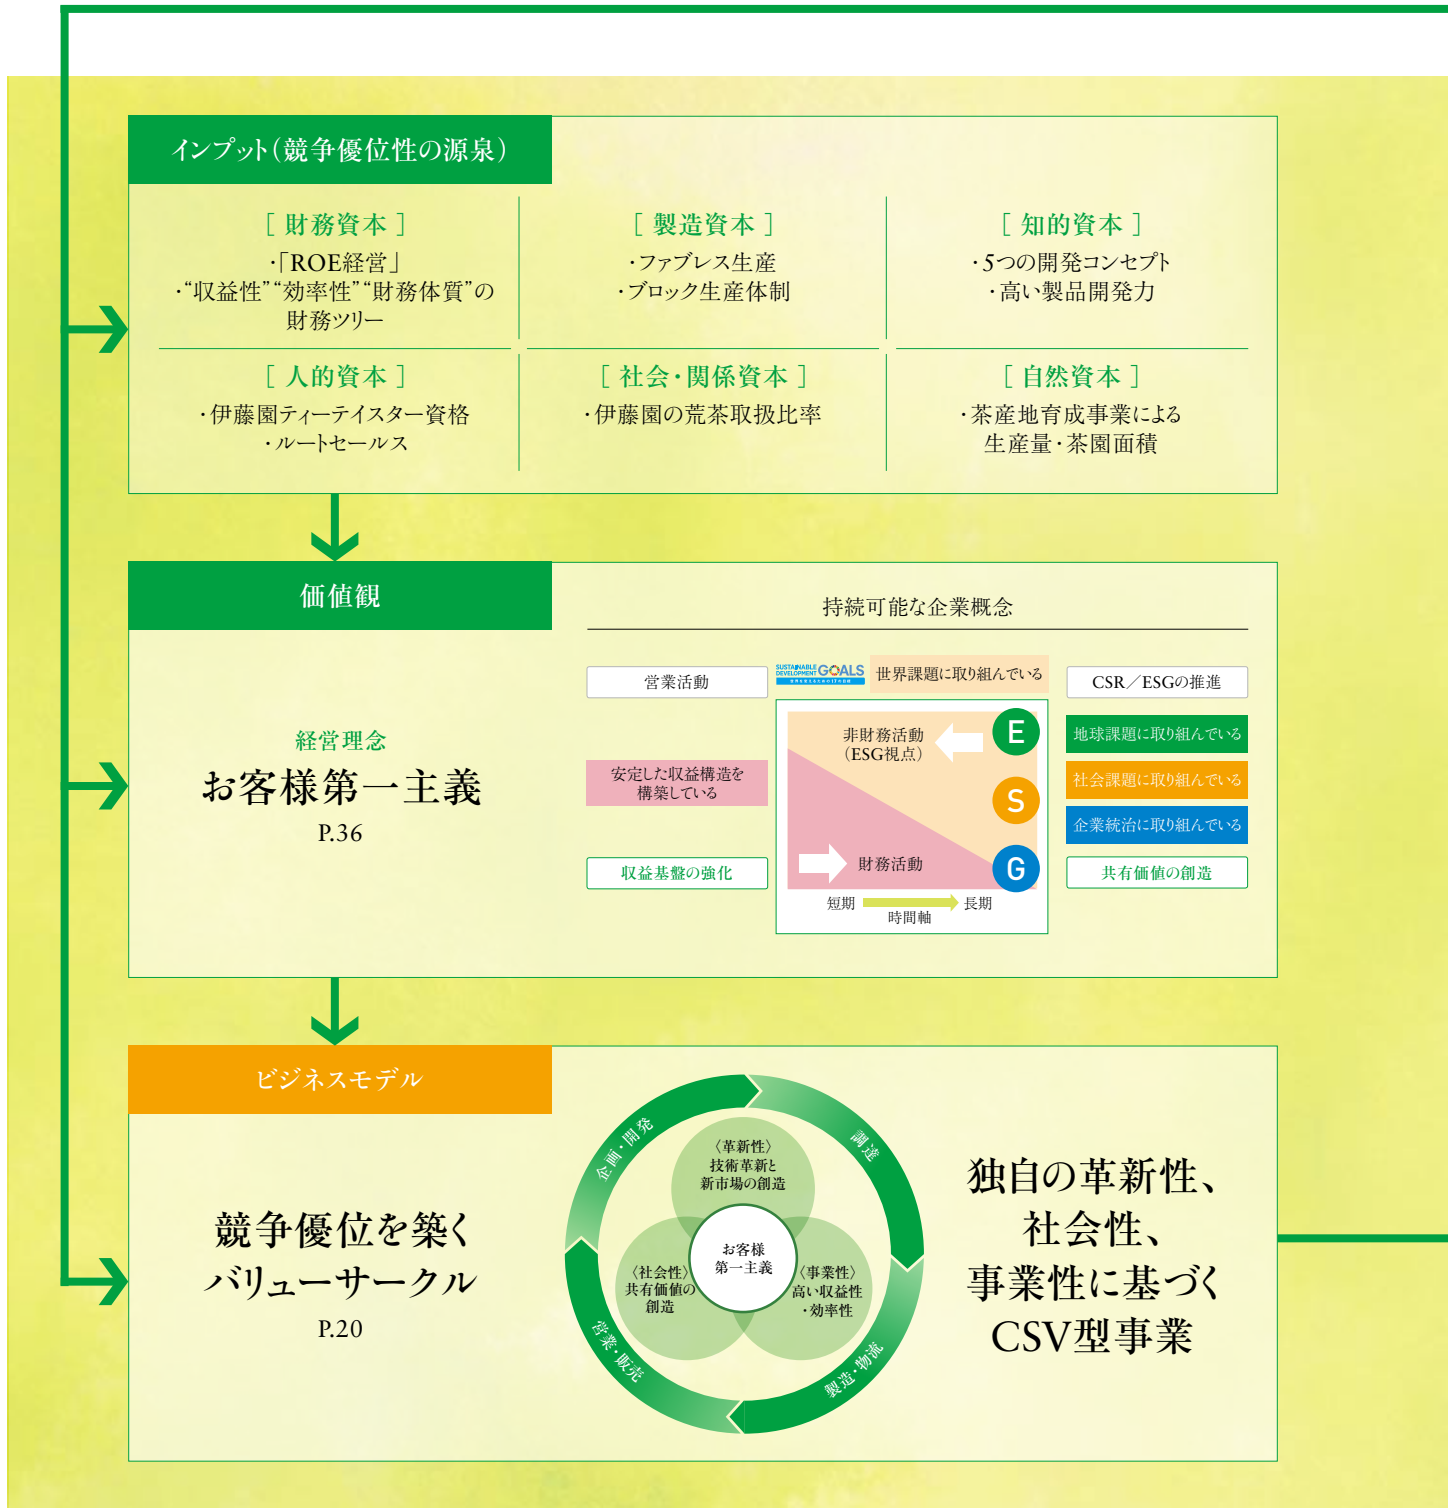 インプット（競争優位性の源泉）
［ 財務資本 ］
・「ROE経営」
・“収益性”“効率性”“財務体質”の
財務ツリー
［ 製造資本 ］
・ファブレス生産
・ブロック生産体制
［ 知的資本 ］
・5つの開発コンセプト
・高い製品開発力
［ 人的資本 ］
・伊藤園ティーテイスター資格
・ルートセールス
［ 社会・関係資本 ］
・伊藤園の荒茶取扱比率
［ 自然資本 ］
・茶産地育成事業による
生産量・茶園面積
価値観
経営理念
お客様第一主義
P.36
持続可能な企業概念
営業活動
安定した収益構造を
構築している
収益基盤の強化
SUSTAINABLE
DEVELOPMENT GOALS
世界を変えるための17の目標
世界課題に取り組んでいる
非財務活動
（ESG視点）
財務活動
E
S
G
短期
長期
時間軸
CSR／ESGの推進
地球課題に取り組んでいる
社会課題に取り組んでいる
企業統治に取り組んでいる
共有価値の創造
ビジネスモデル
競争優位を築く
バリューサークル
P.20
企画・開発
調達
製造・物流
営業・販売
〈革新性〉
技術革新と
新市場の創造
お客様
第一主義
〈社会性〉
共有価値の
創造
〈事業性〉
高い収益性
・効率性
独自の革新性、
社会性、
事業性に基づく
CSV型事業